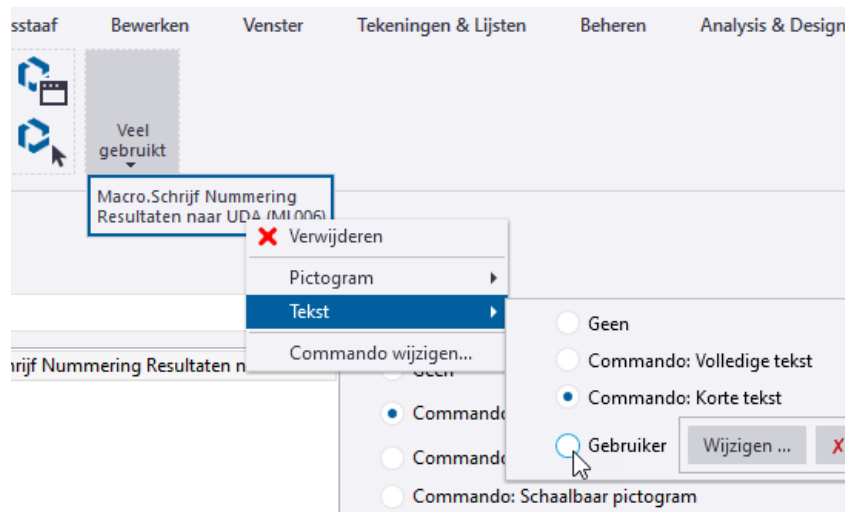 sstaaf Bewerken Venster Tekeningen & Lijsten Beheren Analysis & Design
Veel
gebruikt
Macro.Schrijf Nummering
Resultaten naar UDA (ML006)
Verwijderen
Pictogram
Tekst
Commando wijzigen...
Geen
Commando: Volledige tekst
Commando: Korte tekst
Gebruiker Wijzigen ...
hrijf Nummering Resultaten n
Geen
Commando
Commando
Commando: Schaalbaar pictogram